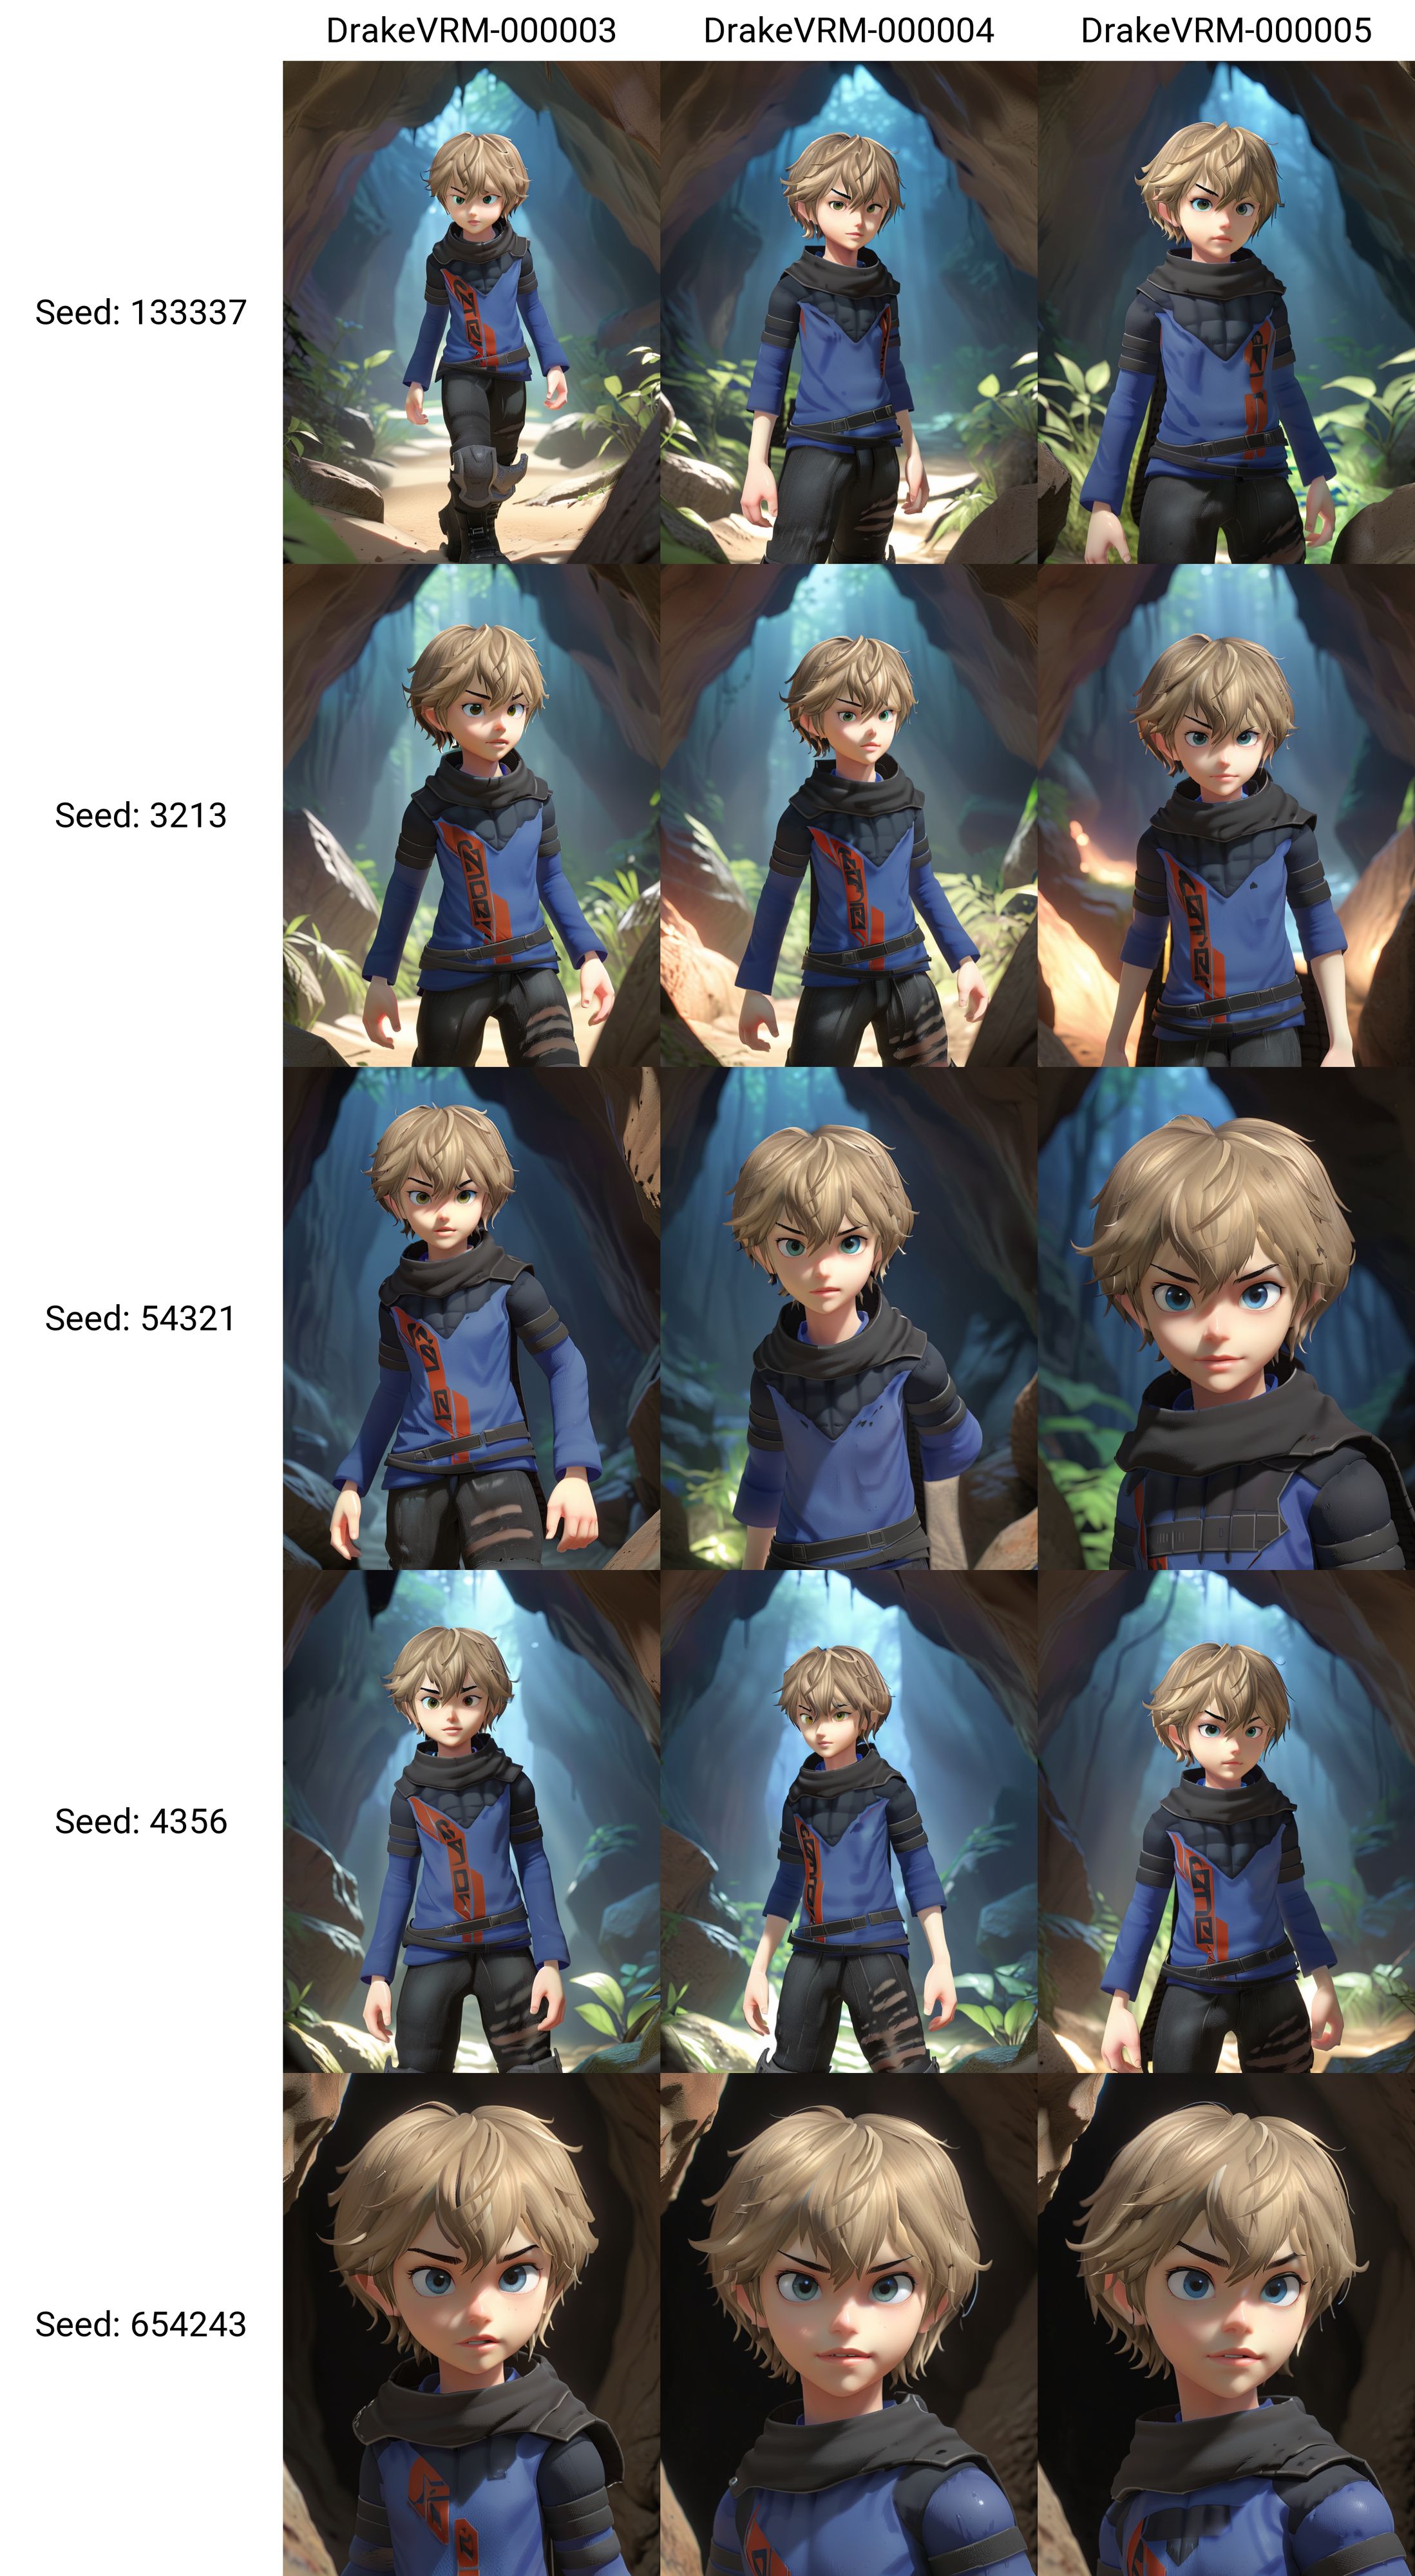 DrakeVRM-000003 DrakeVRM-000004 DrakeVRM-000005
Seed: 133337
Seed: 3213
Seed: 54321
Seed: 4356
Seed: 654243